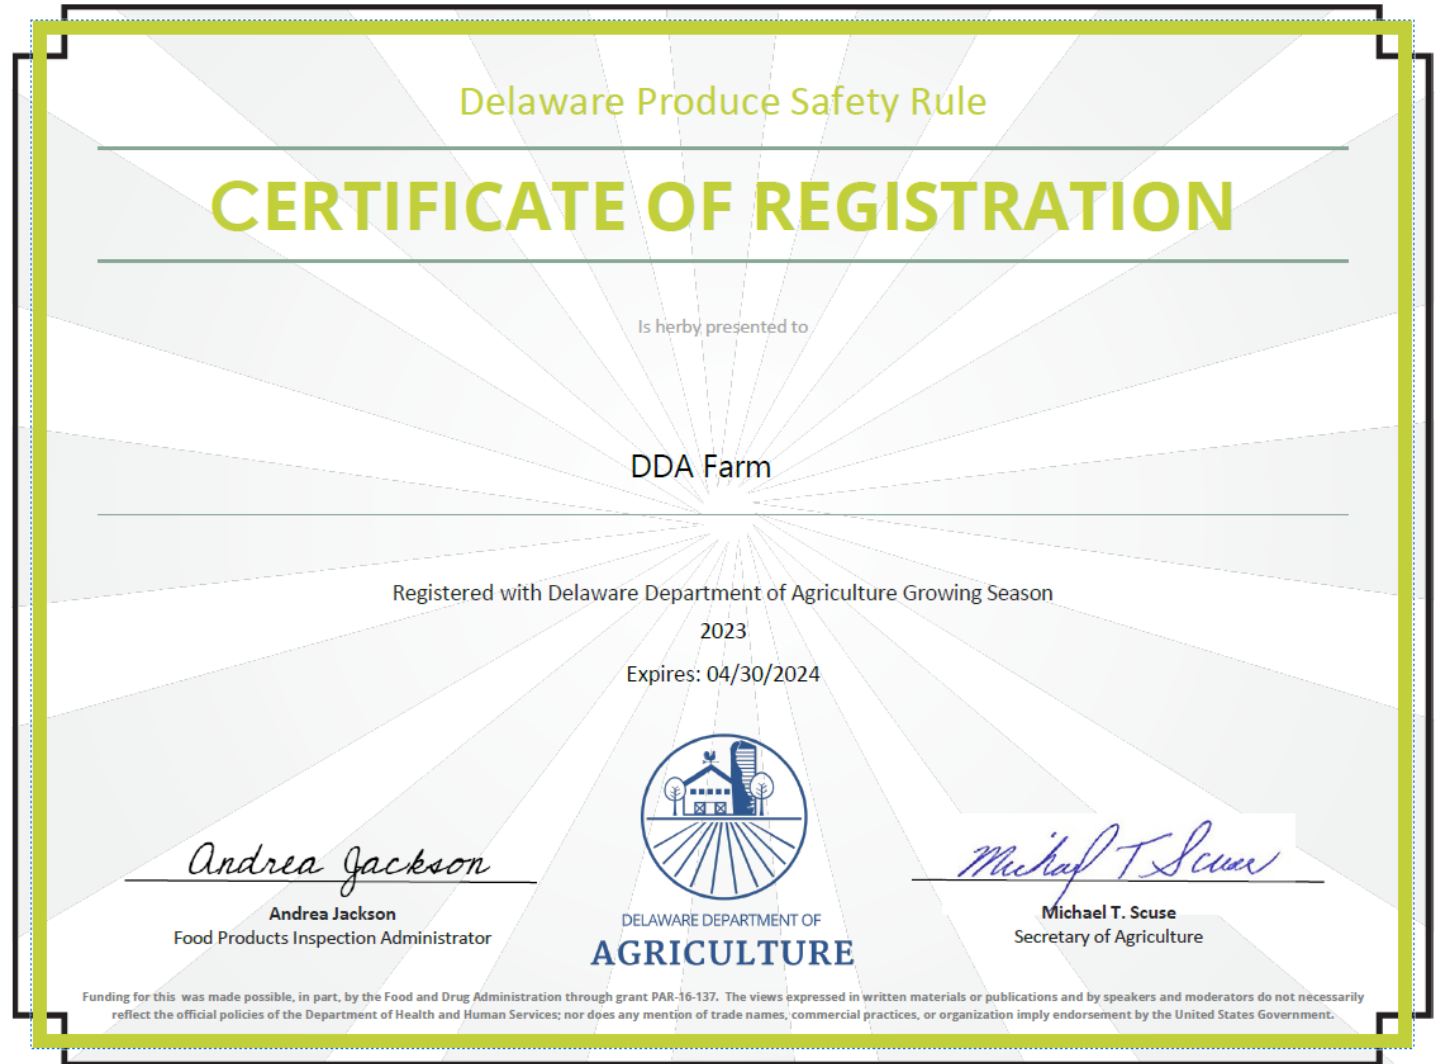 Delaware Produce Safety Rule
CERTIFICATE OF REGISTRATION
Is herby presented to
DDA Farm
Registered with Delaware Department of Agriculture Growing Season
2023
Expires: 04/30/2024
Andrea Jackson
Andrea Jackson
Food Products Inspection Administrator
DELAWARE DEPARTMENT OF
AGRICULTURE
Michael T Scuse
Michael T. Scuse
Secretary of Agriculture
Funding for this  was made possible, in part, by the Food and Drug Administration through grant PAR-16-137.  The views expressed in written materials or publications and by speakers and moderators do not necessarily
reflect the official policies of the Department of Health and Human Services; nor does any mention of trade names, commercial practices, or organization imply endorsement by the United States Government.